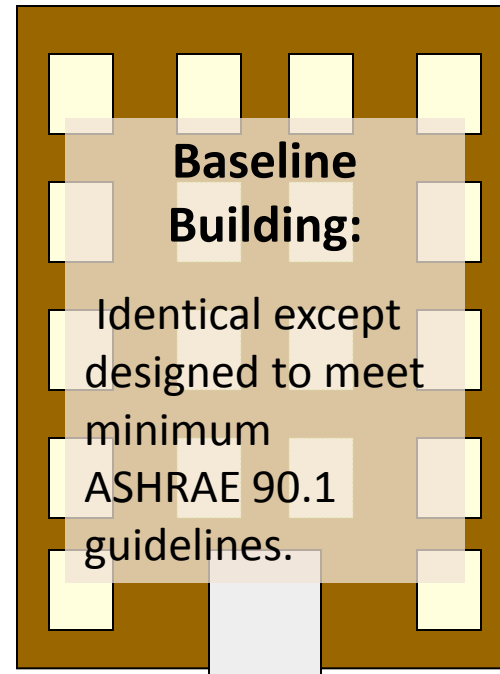 Baseline
Building:
Identical except
designed to meet
minimum
ASHRAE 90.1
guidelines.